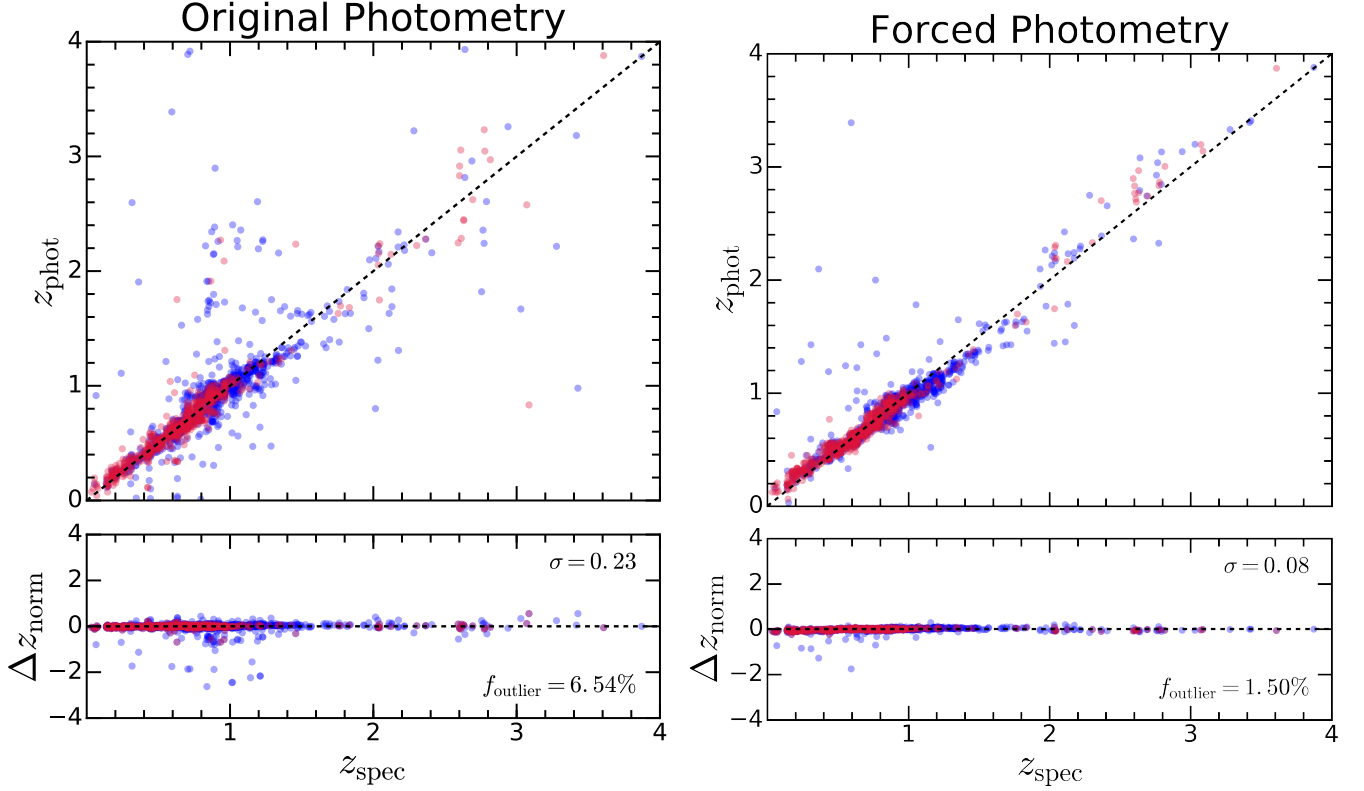 Original Photometry
4
3
2
1
0
z_phot
4
2
0
−2
−4
Δz_norm
σ = 0.23
f_outlier = 6.54%
1 2 3 4
z_spec
Forced Photometry
4
3
2
1
0
z_phot
4
2
0
−2
−4
Δz_norm
σ = 0.08
f_outlier = 1.50%
1 2 3 4
z_spec